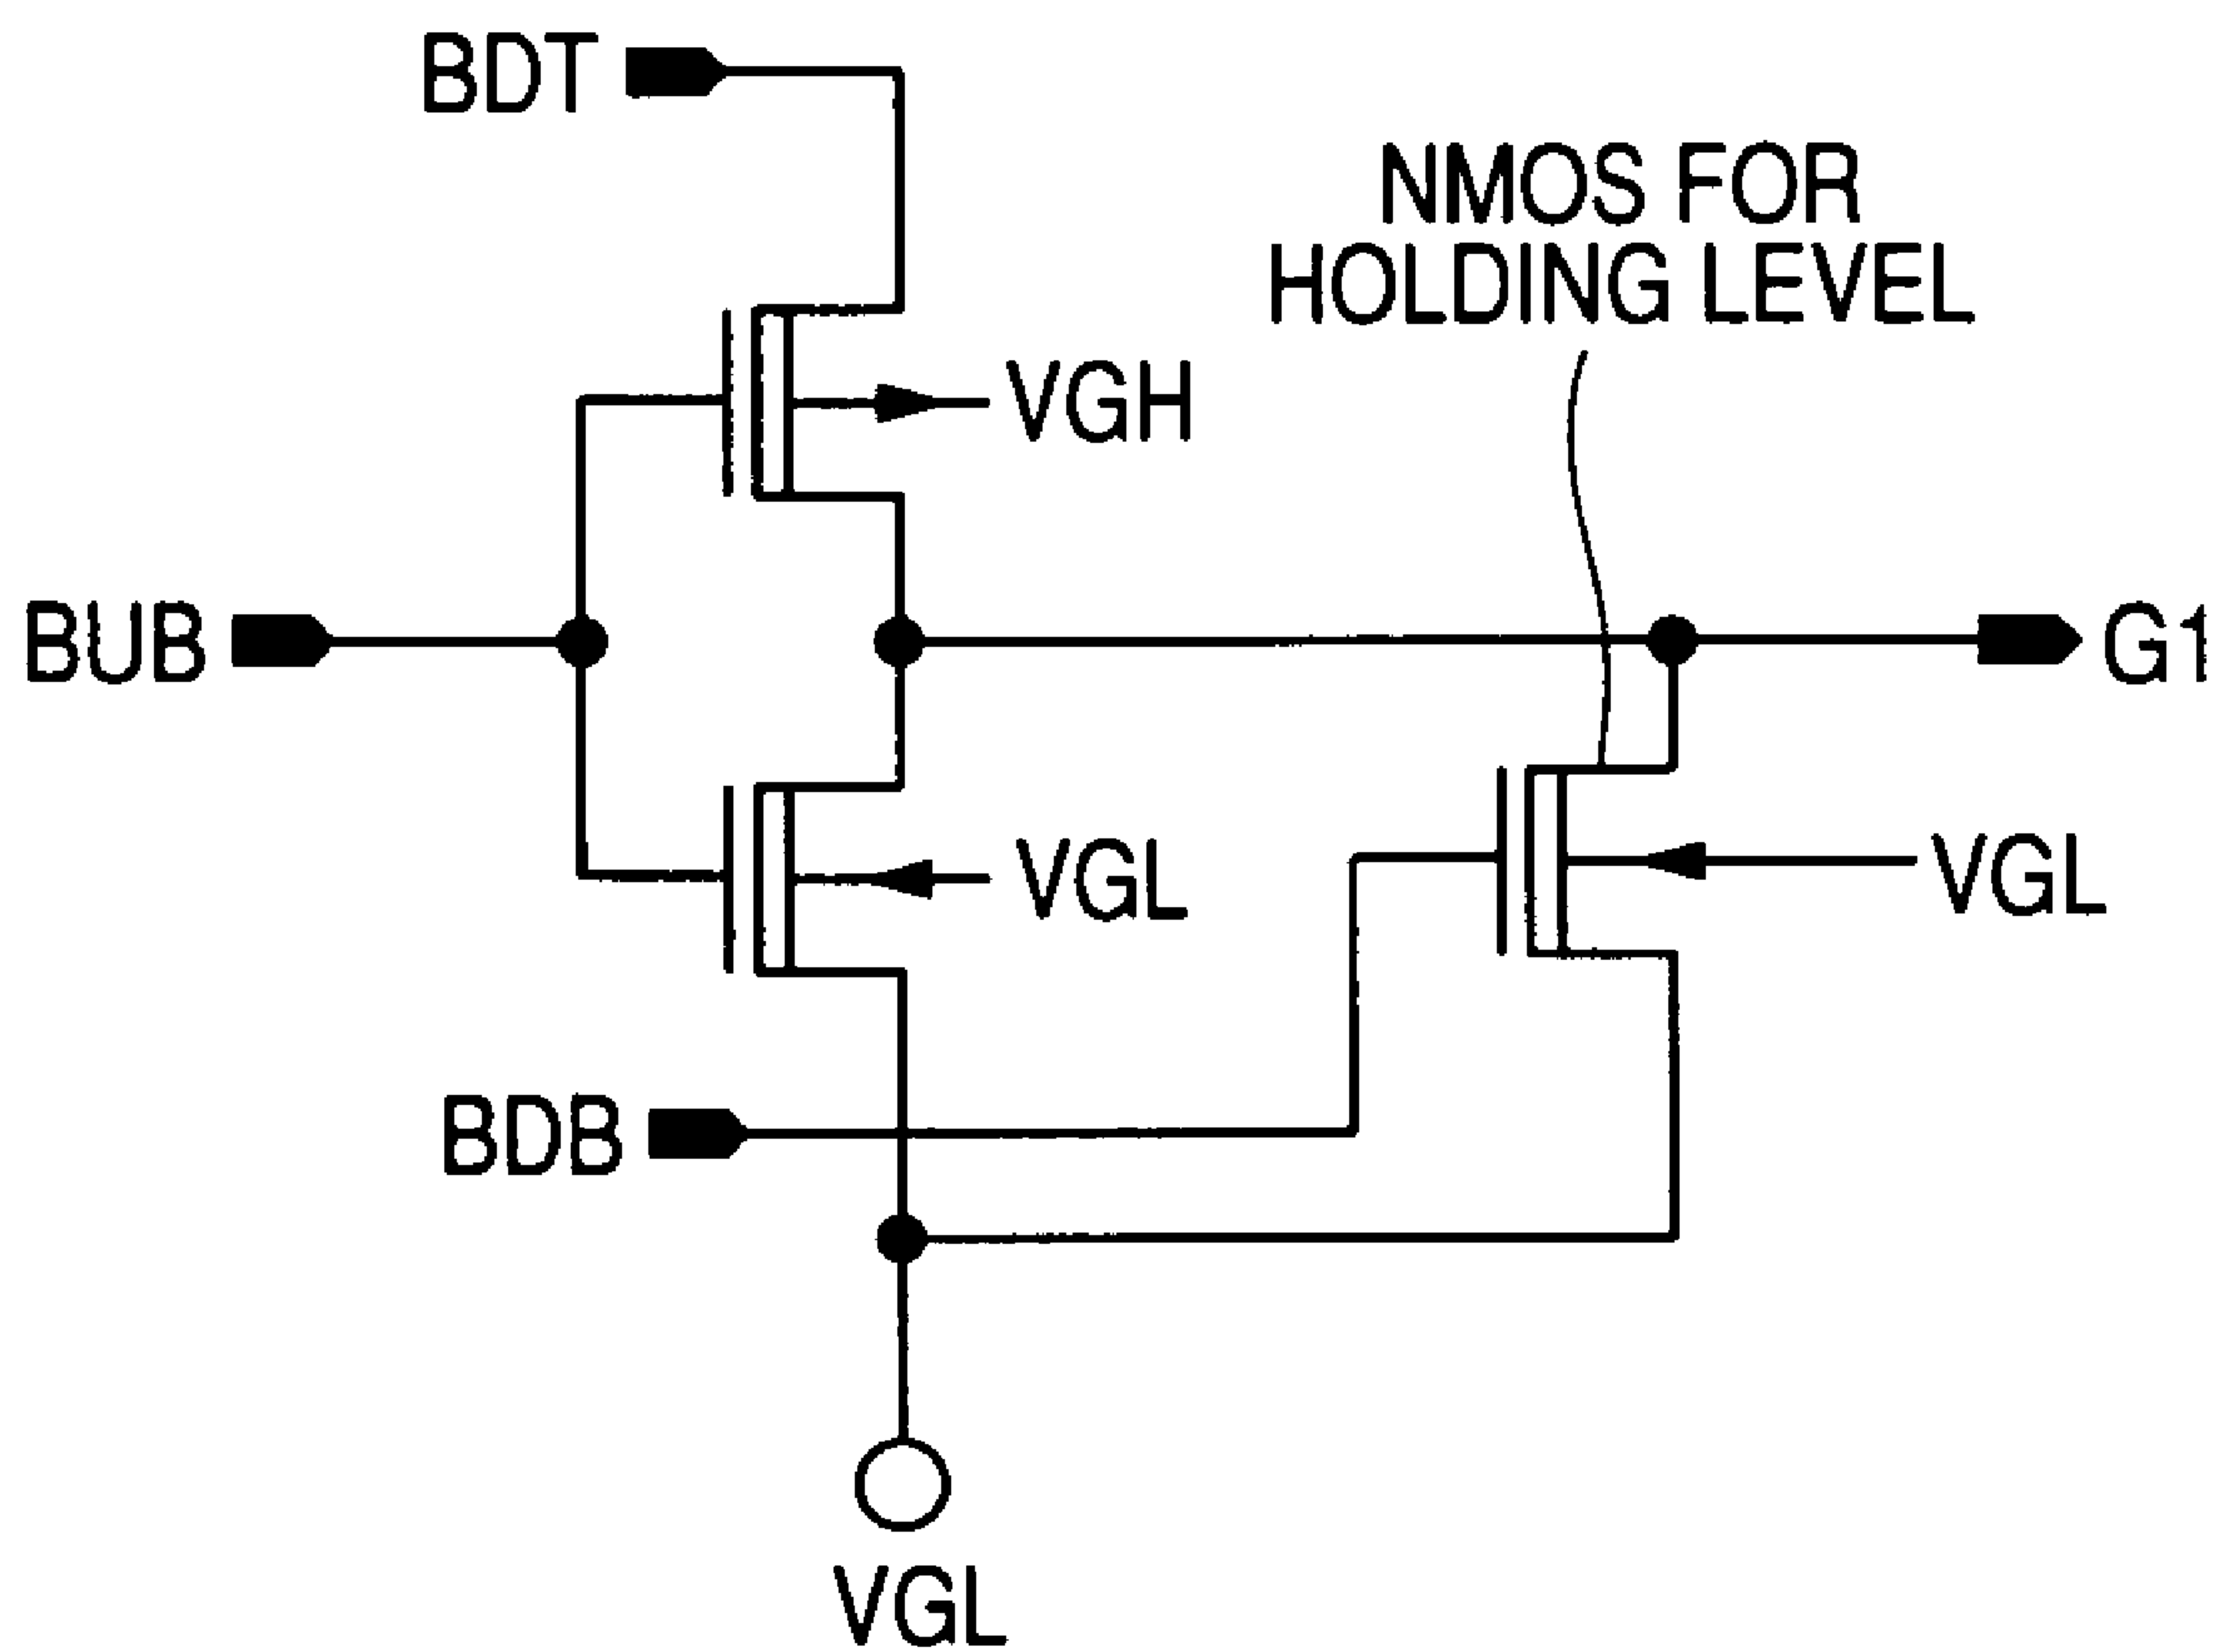 BDT
NMOS FOR
HOLDING LEVEL
VGH
BUB
G1
VGL
VGL
BDB
VGL